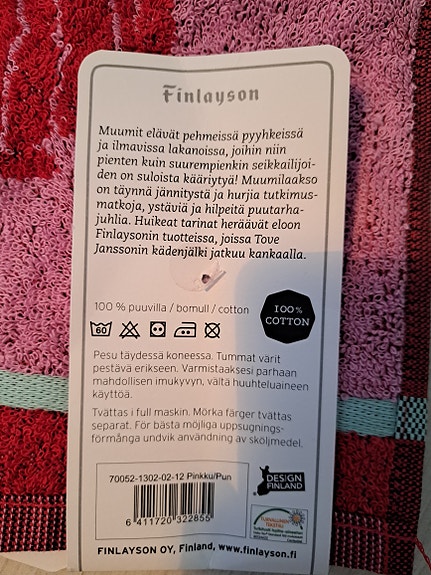 Finlayson
Muumit elävät pehmeissä pyyhkeissä
ja ilmavissa lakanoissa, joihin niin
pienten kuin suurempienkin seikkailijoi-
den on suloista kääriytyä! Muumilaakso
on täynnä jännitystä ja hurjia tutkimus-
matkoja, ystäviä ja hilpeitä puutarha-
juhlia. Huikeat tarinat heräävät eloon
Finlaysonin tuotteissa, joissa Tove
Janssonin kädenjälki jatkuu kankaalla.
100 % puuvilla / bomull / cotton
100%
COTTON
60
Pesu täydessä koneessa. Tummat värit
pestävä erikseen. Varmistaaksesi parhaan
mahdollisen imukyvyn, vältä huuhteluaineen
käyttöä.
Tvättas i full maskin. Mörka färger tvättas
separat. För bästa möjliga uppsugnings-
förmånga undvik användning av sköljmedel.
70052-1302-02-12 Pinkku/Pun
6 411720 322855
DESIGN
FINLAND
TURVALLINEN
TEKSTIILI
FINLAYSON OY, Finland, www.finlayson.fi